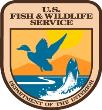 U.S.
FISH & WILDLIFE
SERVICE
DEPARTMENT OF THE INTERIOR